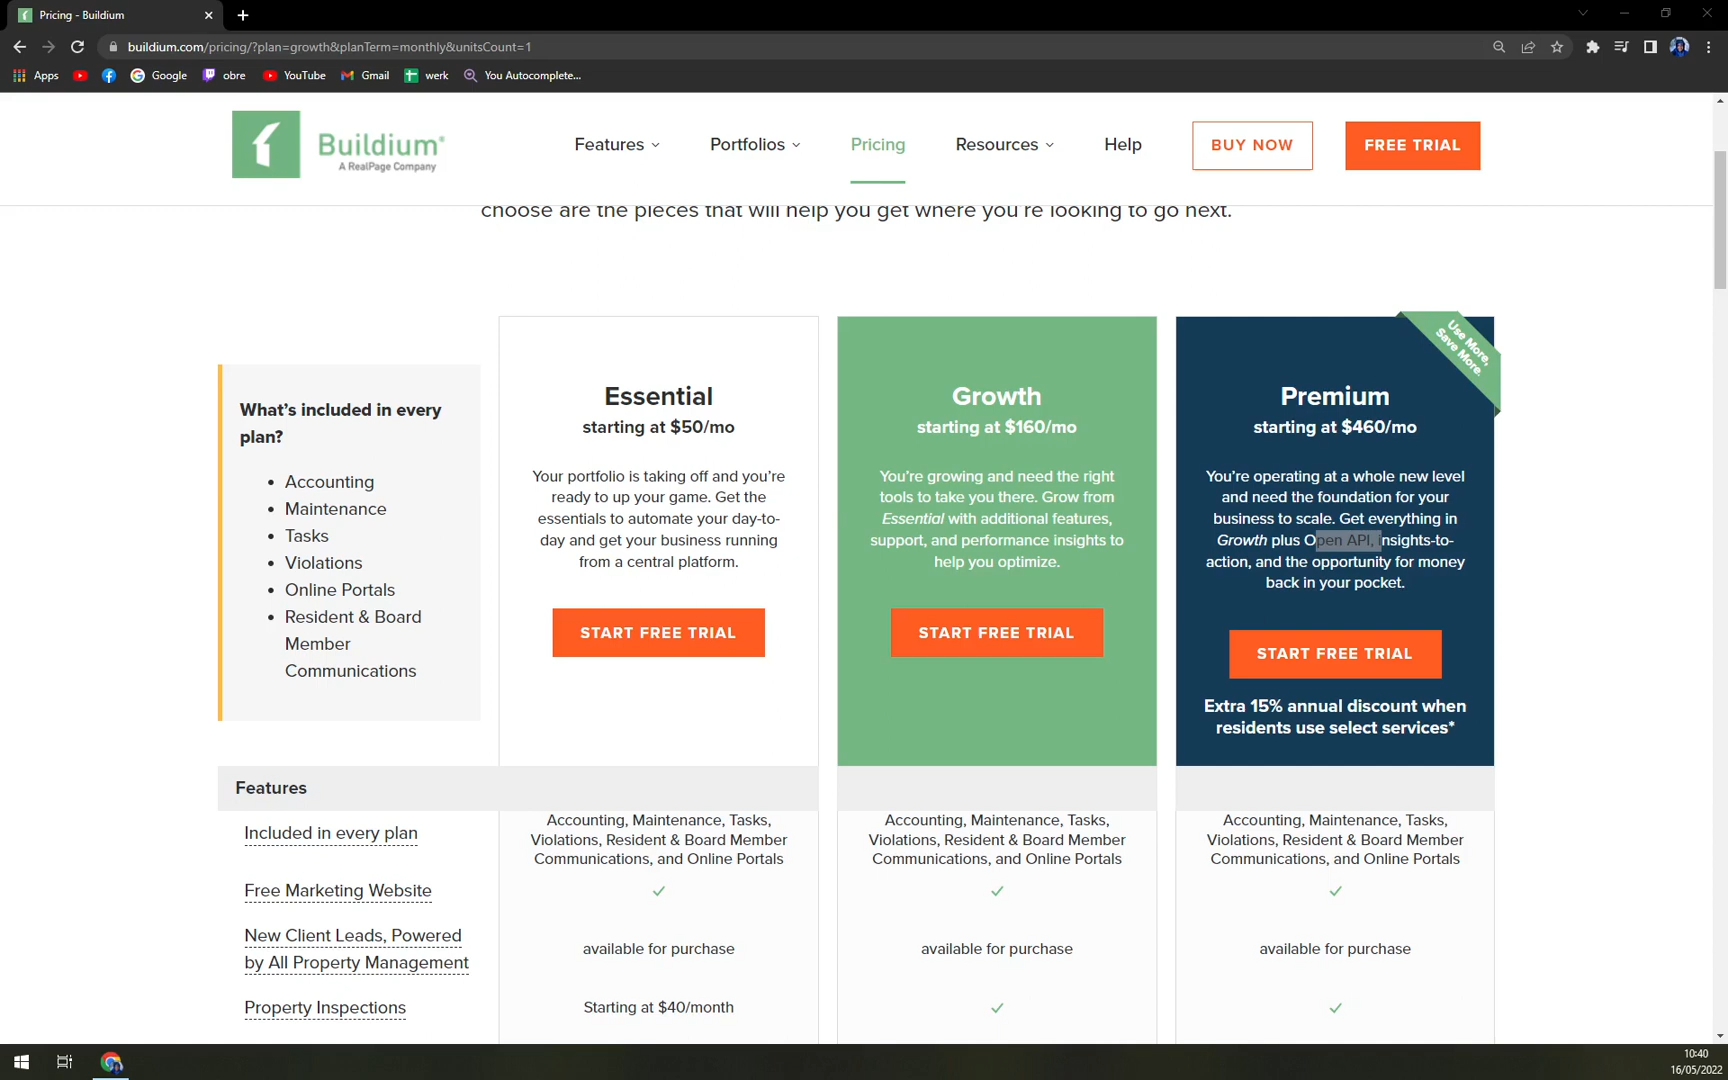 Pricing - Buildium
buildium.com/pricing/?plan=growth&planTerm=monthly&unitsCount=1
Apps
Google
obre
YouTube
Gmail
werk
You Autocomplete...
Buildium®
A RealPage Company
Features
Portfolios
Pricing
Resources
Help
BUY NOW
FREE TRIAL
choose are the pieces that will help you get where you're looking to go next.
What's included in every
plan?
• Accounting
• Maintenance
• Tasks
• Violations
• Online Portals
• Resident & Board
Member
Communications
Essential
starting at $50/mo
Your portfolio is taking off and you're
ready to up your game. Get the
essentials to automate your day-to-
day and get your business running
from a central platform.
START FREE TRIAL
Growth
starting at $160/mo
You're growing and need the right
tools to take you there. Grow from
Essential with additional features,
support, and performance insights to
help you optimize.
START FREE TRIAL
Use More,
Save More.
Premium
starting at $460/mo
You're operating at a whole new level
and need the foundation for your
business to scale. Get everything in
Growth plus Open API, insights-to-
action, and the opportunity for money
back in your pocket.
START FREE TRIAL
Extra 15% annual discount when
residents use select services*
Features
Included in every plan
Accounting, Maintenance, Tasks,
Violations, Resident & Board Member
Communications, and Online Portals
Accounting, Maintenance, Tasks,
Violations, Resident & Board Member
Communications, and Online Portals
Accounting, Maintenance, Tasks,
Violations, Resident & Board Member
Communications, and Online Portals
Free Marketing Website
New Client Leads, Powered
by All Property Management
available for purchase
available for purchase
available for purchase
Property Inspections
Starting at $40/month
10:40
16/05/2022